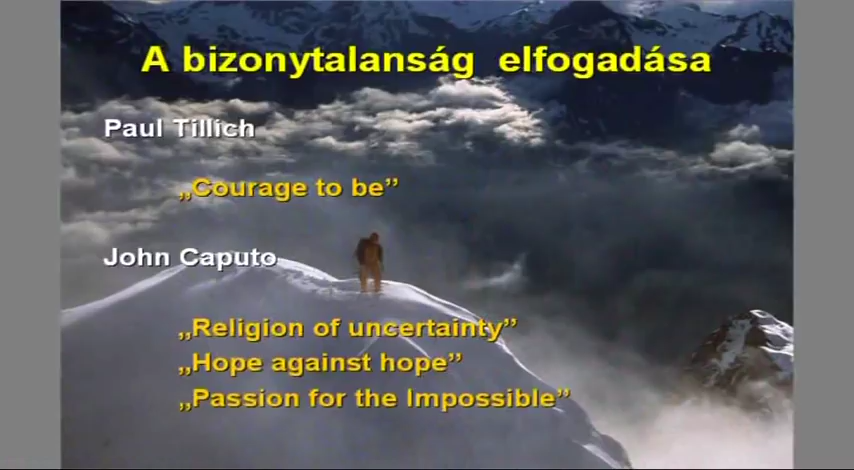 A bizonytalanság elfogadása
Paul Tillich
„Courage to be”
John Caputo
„Religion of uncertainty”
„Hope against hope”
„Passion for the Impossible”